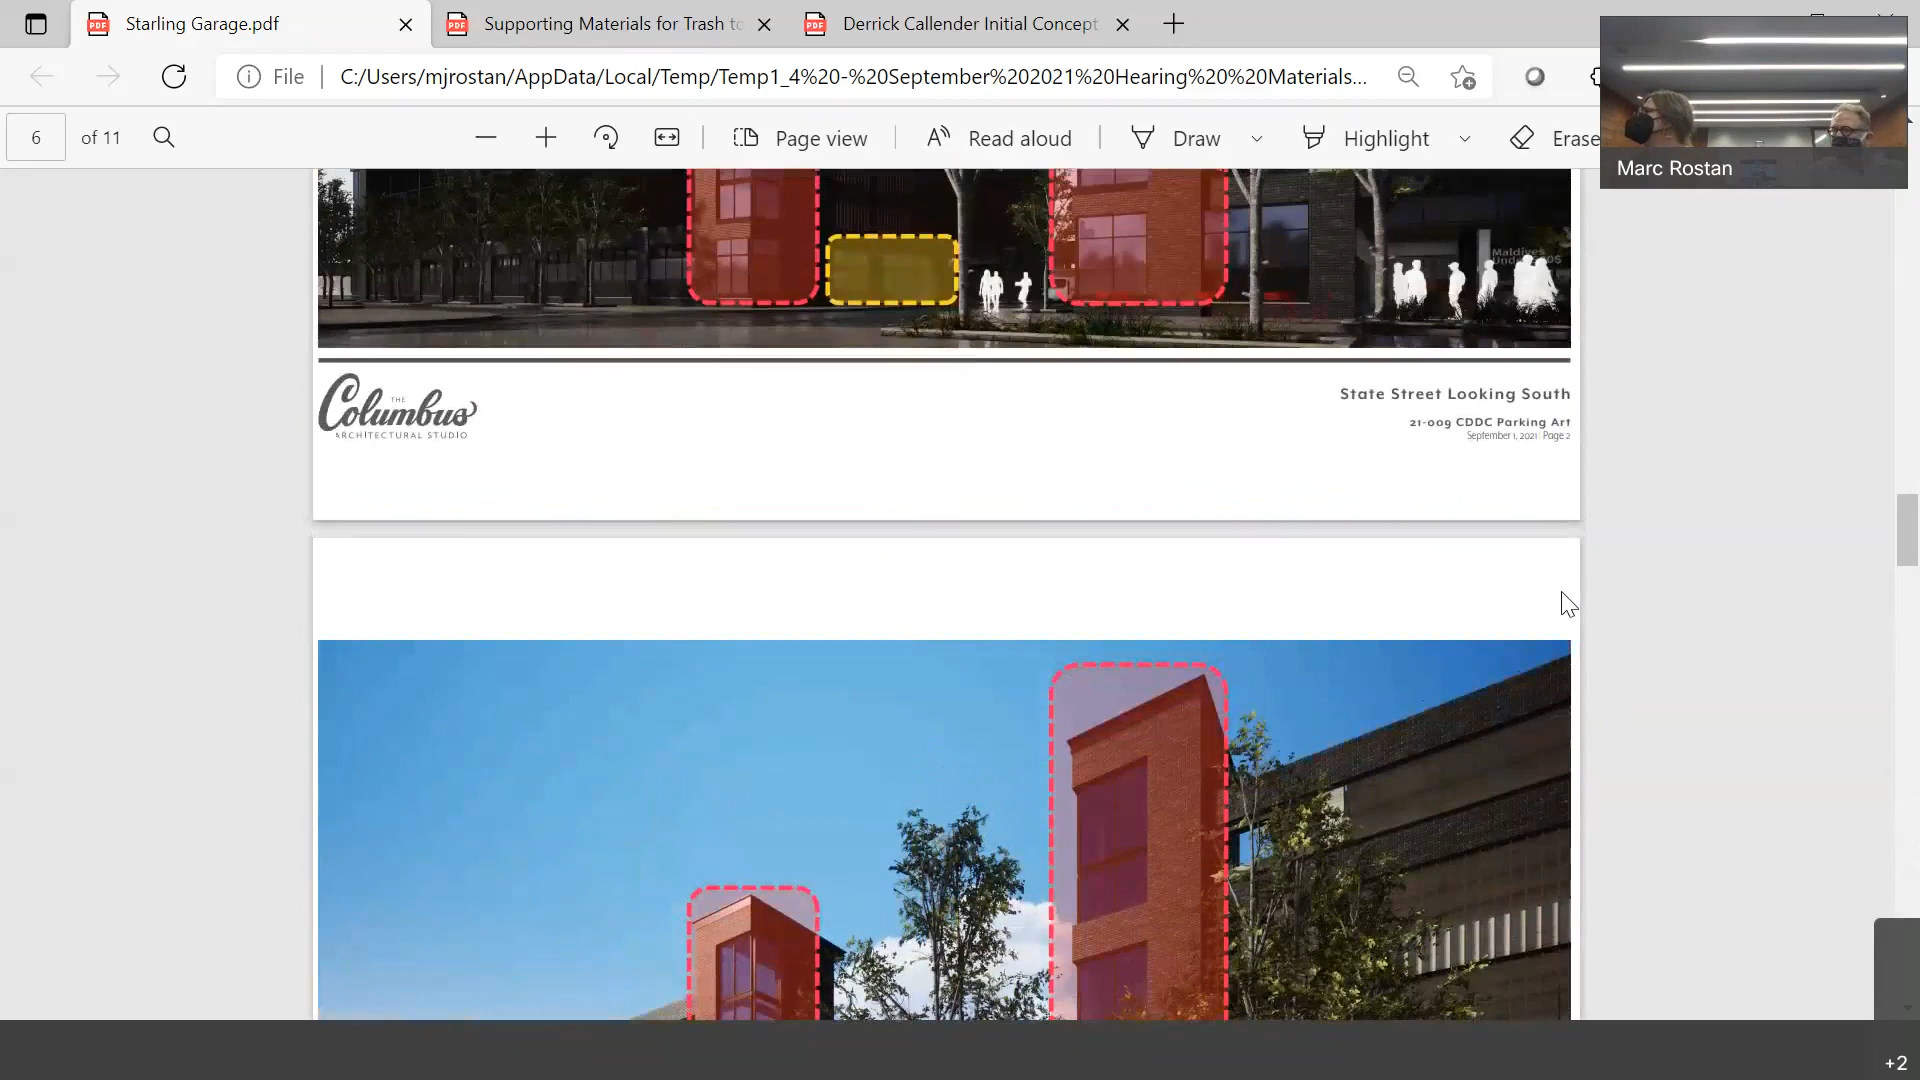 Starling Garage.pdf
Supporting Materials for Trash to
Derrick Callender Initial Concept
File
C:/Users/mjrostan/AppData/Local/Temp/Temp1_4%20-%20September%202021%20Hearing%20%20Materials...
6 of 11
Page view
Read aloud
Draw
Highlight
Erase
Marc Rostan
Maldives
THE
Columbus
ARCHITECTURAL STUDIO
State Street Looking South
21-009 CDDC Parking Art
September 1, 2021 | Page 2
+2